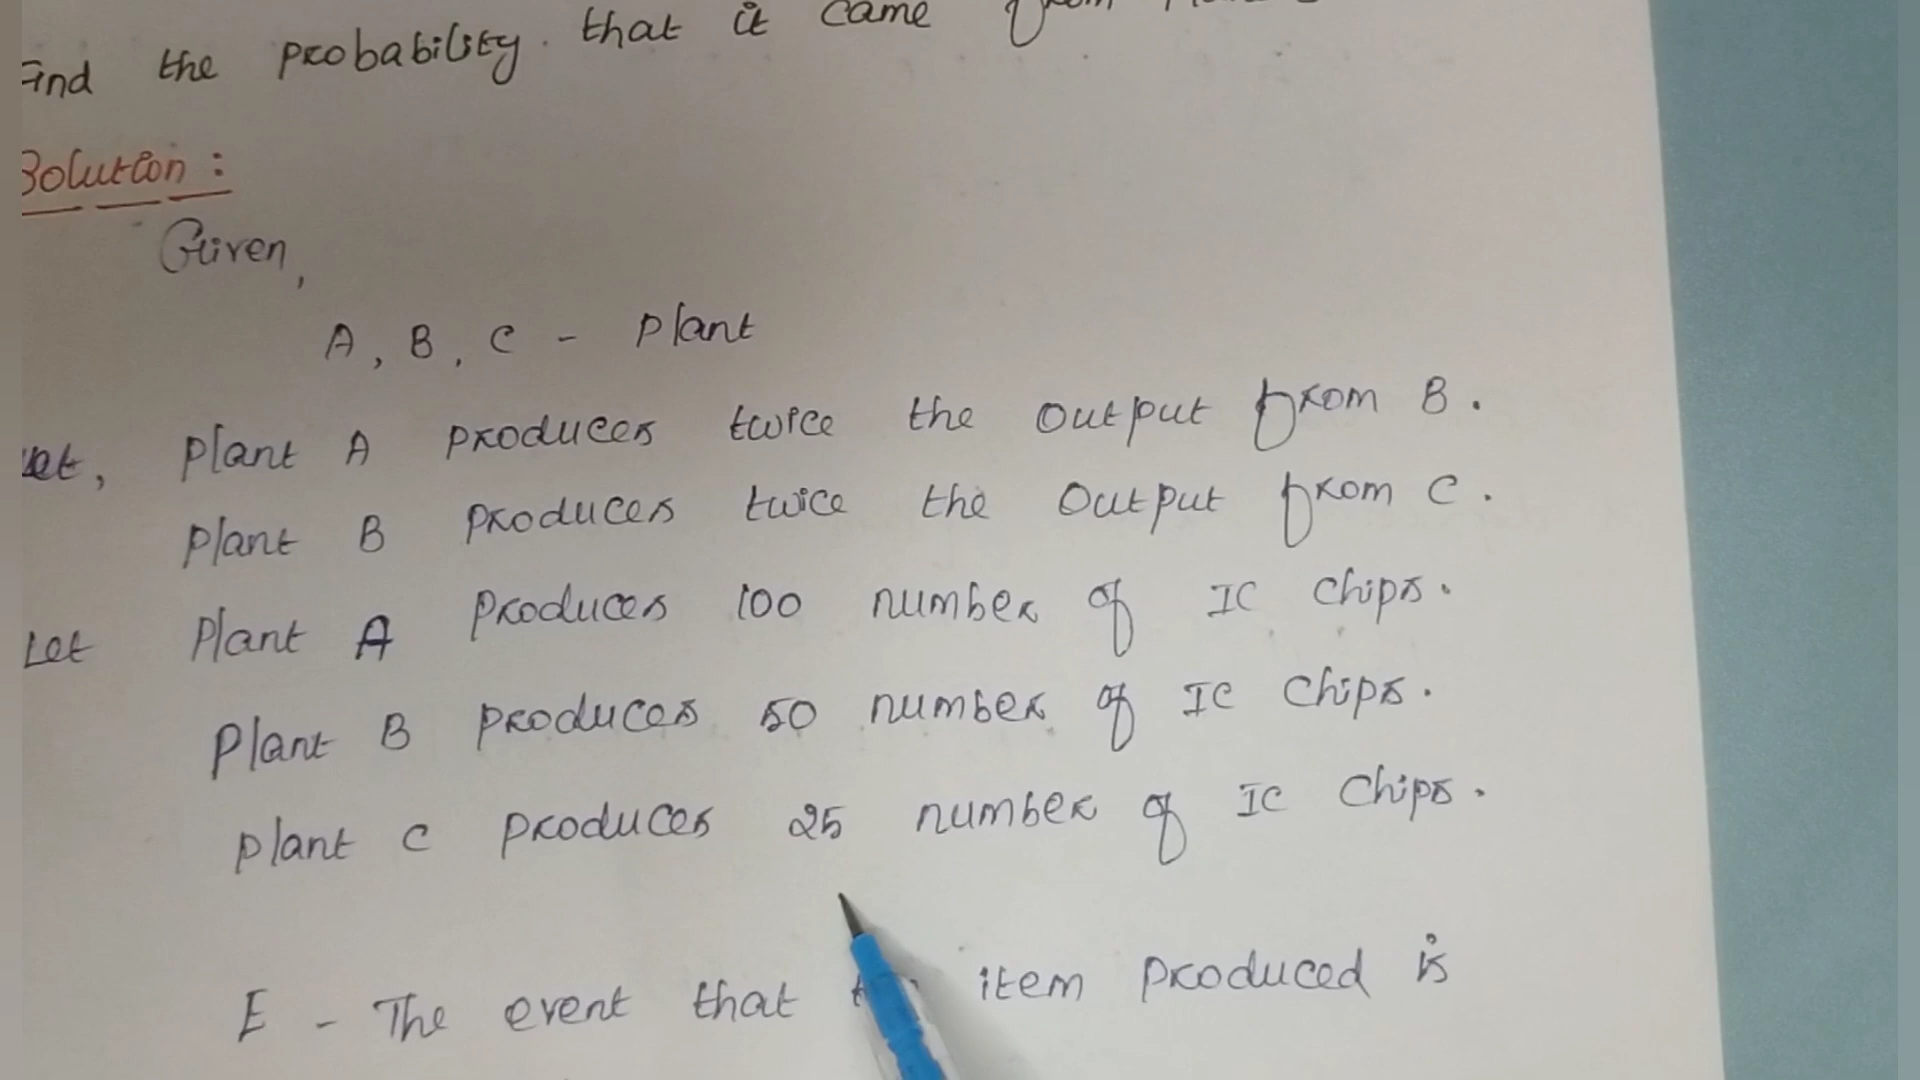 Find the probability. that it came from
Solution :
Given,
A, B, C - Plant
Let, Plant A produces twice the output from B.
Plant B produces twice the output from C.
Let Plant A produces 100 number of IC chips.
Plant B produces 50 number of IC chips.
Plant C produces 25 number of IC chips.
E - The event that item produced is